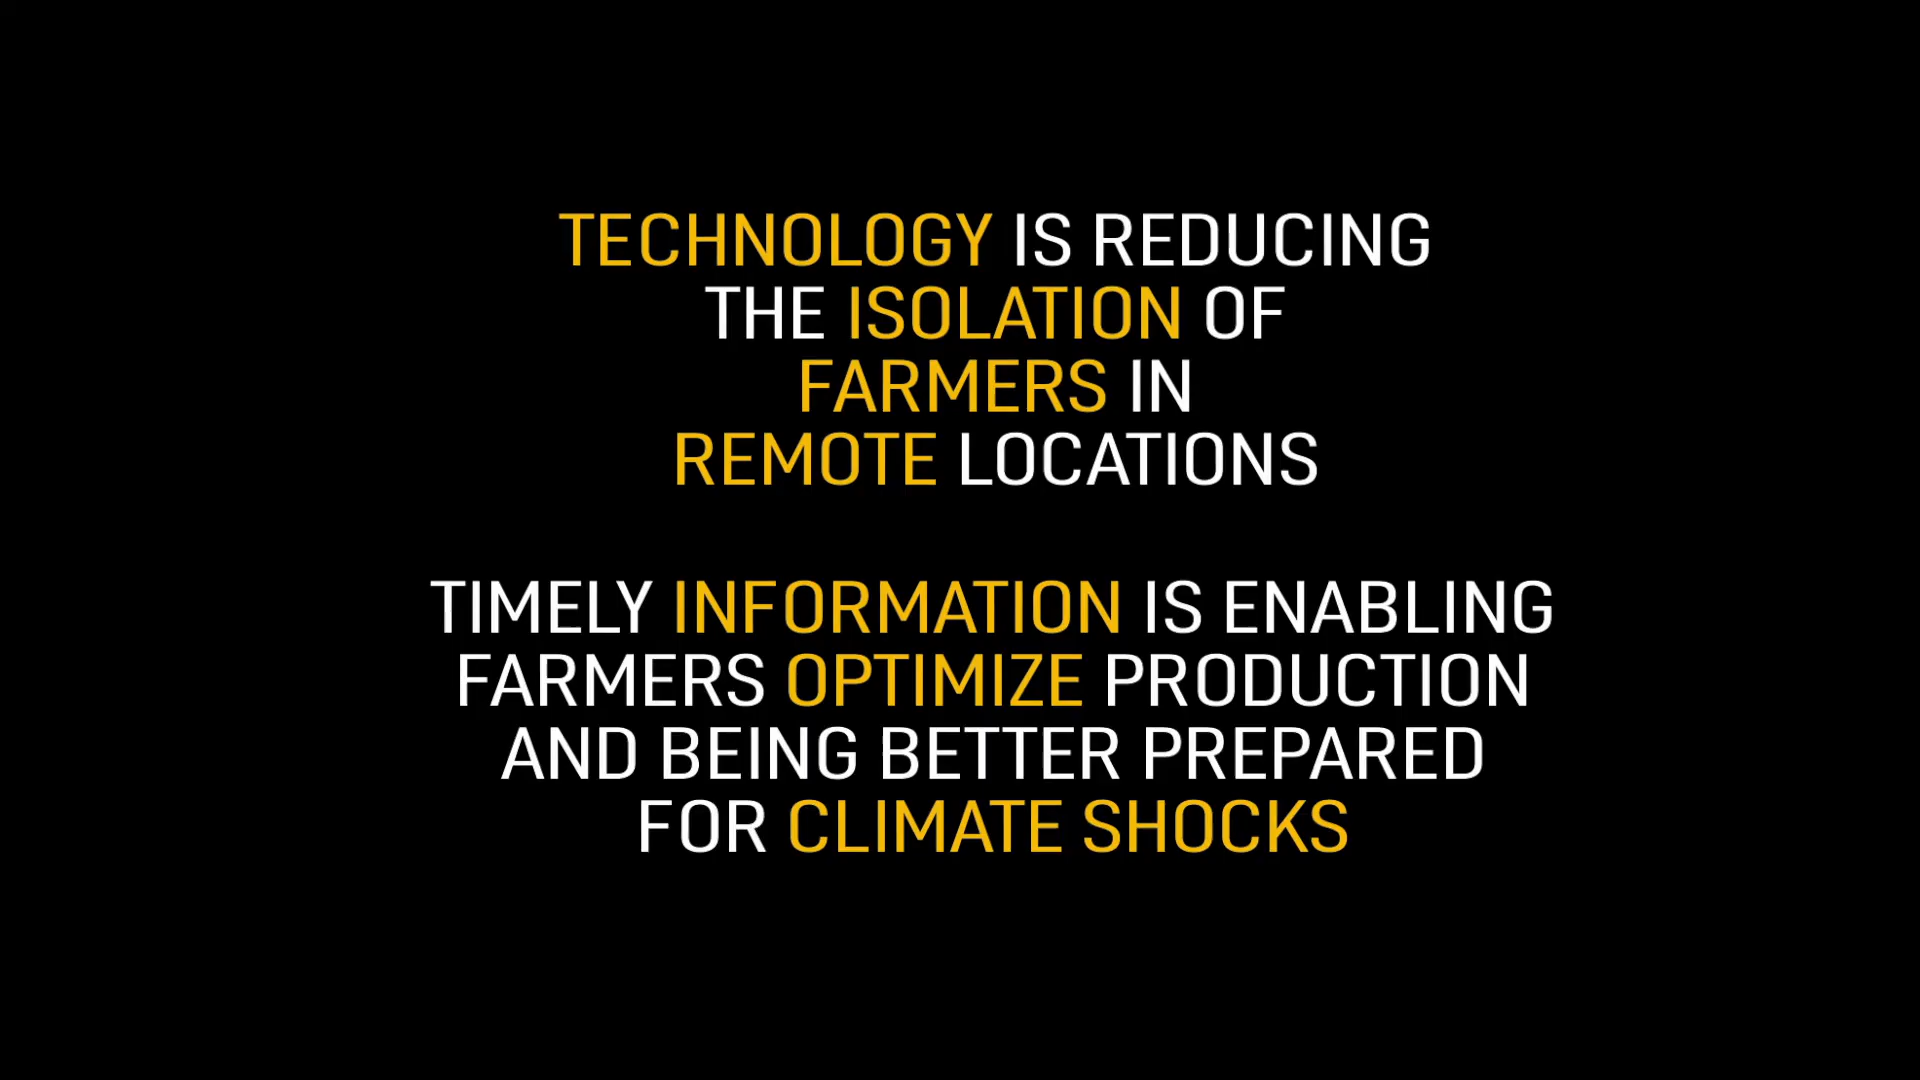 TECHNOLOGY IS REDUCING
THE ISOLATION OF
FARMERS IN
REMOTE LOCATIONS
TIMELY INFORMATION IS ENABLING
FARMERS OPTIMIZE PRODUCTION
AND BEING BETTER PREPARED
FOR CLIMATE SHOCKS